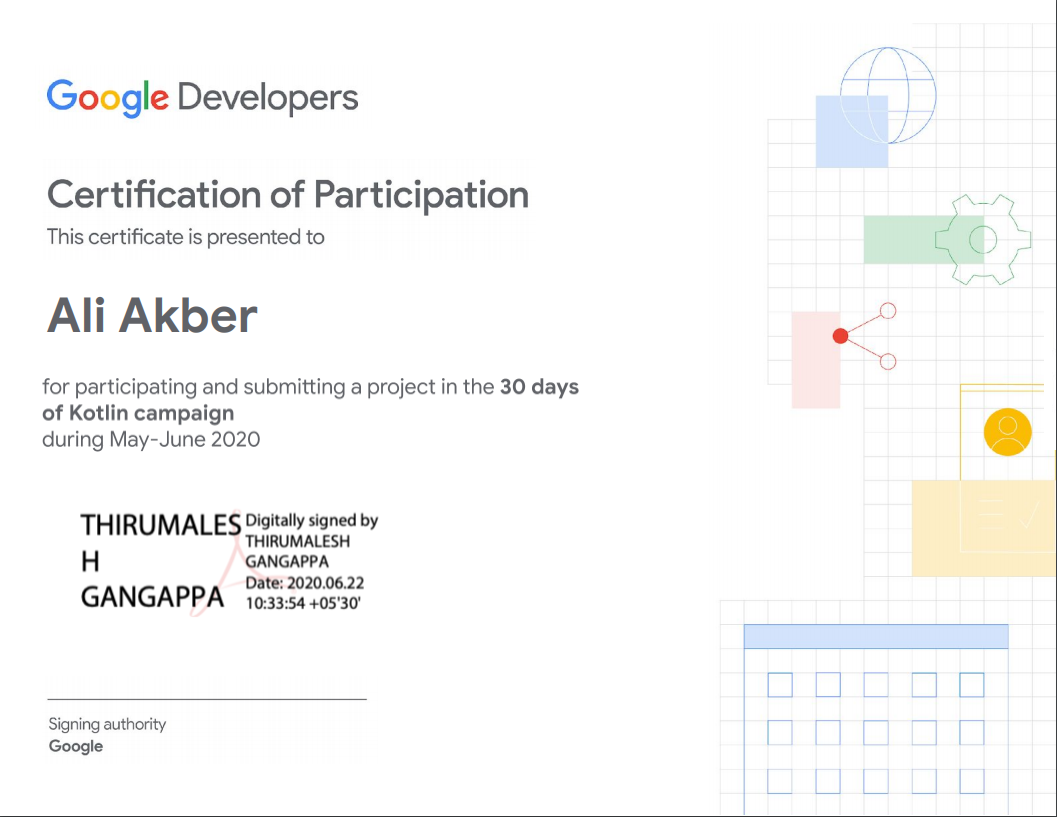 Google Developers
Certification of Participation
This certificate is presented to
Ali Akber
for participating and submitting a project in the 30 days
of Kotlin campaign
during May-June 2020
THIRUMALES
H
GANGAPPA
Digitally signed by
THIRUMALESH
GANGAPPA
Date: 2020.06.22
10:33:54 +05'30'
Signing authority
Google